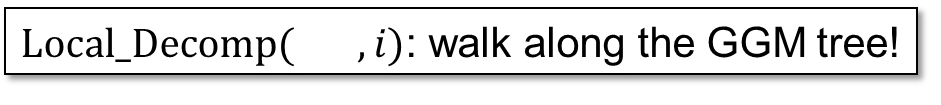 Local_Decomp( , i): walk along the GGM tree!